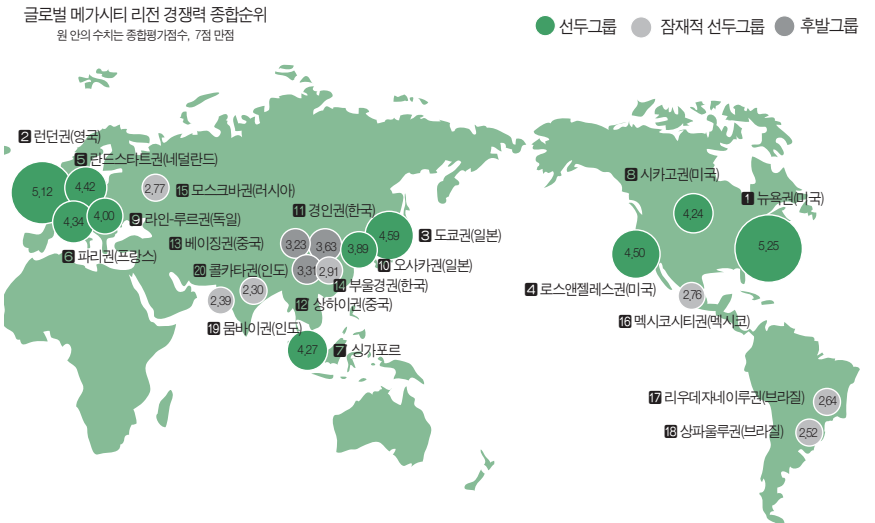 글로벌 메가시티 리전 경쟁력 종합순위
원 안의 수치는 종합평가점수, 7점 만점
선두그룹 잠재적 선두그룹 후발그룹
2 런던권(영국)
5 란드스타트권(네덜란드)
5,12
4,42
2,77
15 모스크바권(러시아)
4,34
4,00
9 라인-루르권(독일)
6 파리권(프랑스)
11 경인권(한국)
13 베이징권(중국)
3,23
3,63
3,89
4,59
3 도쿄권(일본)
10 오사카권(일본)
20 콜카타권(인도)
3,31
2,91
14 부울경권(한국)
2,39
2,30
12 상하이권(중국)
19 뭄바이권(인도)
4,27
7 싱가포르
8 시카고권(미국)
1 뉴욕권(미국)
4,24
4,50
5,25
4 로스앤젤레스권(미국)
2,76
16 멕시코시티권(멕시코)
17 리우데자네이루권(브라질)
2,64
18 상파울루권(브라질)
2,52